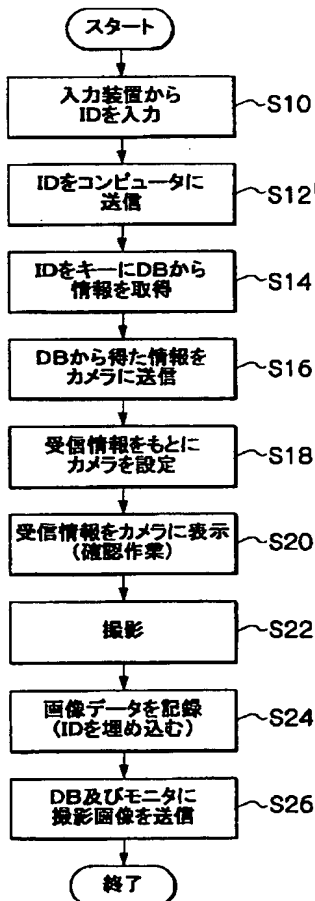 スタート
入力装置から
IDを入力
S10
IDをコンピュータに
送信
S12'
IDをキーにDBから
情報を取得
S14
DBから得た情報を
カメラに送信
S16
受信情報をもとに
カメラを設定
S18
受信情報をカメラに表示
(確認作業)
S20
撮影
S22
画像データを記録
(IDを埋め込む)
S24
DB及びモニタに
撮影画像を送信
S26
終了